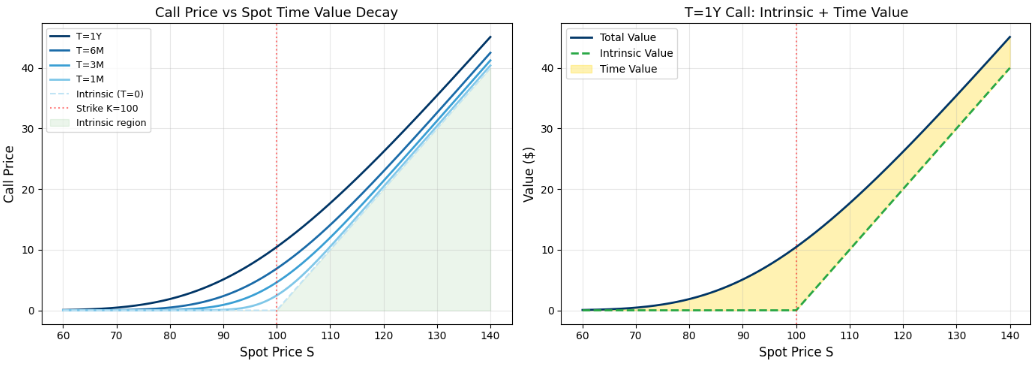 Call Price vs Spot Time Value Decay
T=1Y
T=6M
T=3M
T=1M
Intrinsic (T=0)
Strike K=100
Intrinsic region
Call Price
40
30
20
10
0
60 70 80 90 100 110 120 130 140
Spot Price S
T=1Y Call: Intrinsic + Time Value
Total Value
Intrinsic Value
Time Value
Value ($)
40
30
20
10
0
60 70 80 90 100 110 120 130 140
Spot Price S